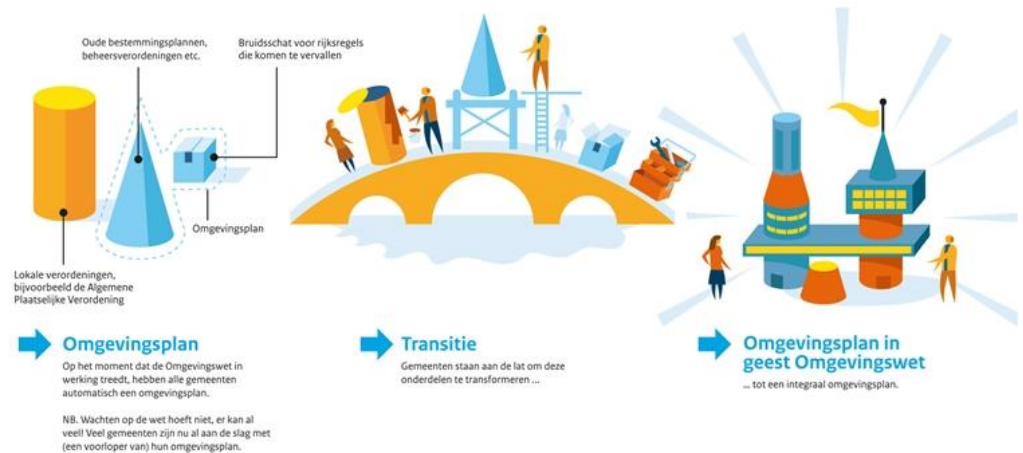 Oude bestemmingsplannen,
beheersverordeningen etc.
Bruidsschat voor rijksregels
die komen te vervallen
Omgevingsplan
Lokale verordeningen,
bijvoorbeeld de Algemene
Plaatselijke Verordening
Omgevingsplan
Op het moment dat de Omgevingswet in
werking treedt, hebben alle gemeenten
automatisch een omgevingsplan.
NB. Wachten op de wet hoeft niet, er kan al
veel! Veel gemeenten zijn nu al aan de slag met
(een voorloper van) hun omgevingsplan.
Transitie
Gemeenten staan aan de lat om deze
onderdelen te transformeren ...
Omgevingsplan in
geest Omgevingswet
... tot een integraal omgevingsplan.